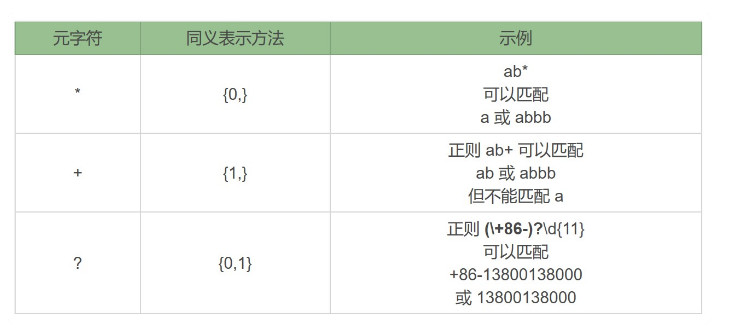 元字符 同义表示方法 示例
* {0,} ab*
可以匹配
a 或 abbb
+ {1,} 正则 ab+ 可以匹配
ab 或 abbb
但不能匹配 a
? {0,1} 正则 (\+86-)?\d{11}
可以匹配
+86-13800138000
或 13800138000